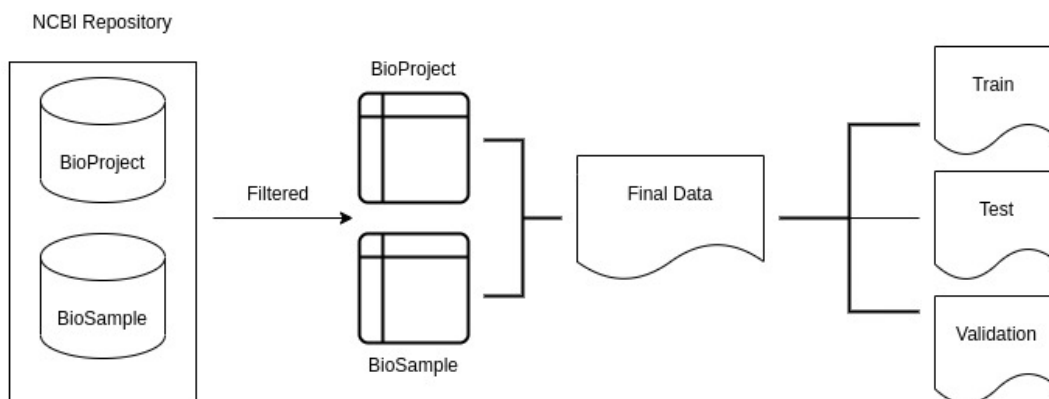 NCBI Repository
BioProject
BioSample
Filtered
BioProject
BioSample
Final Data
Train
Test
Validation